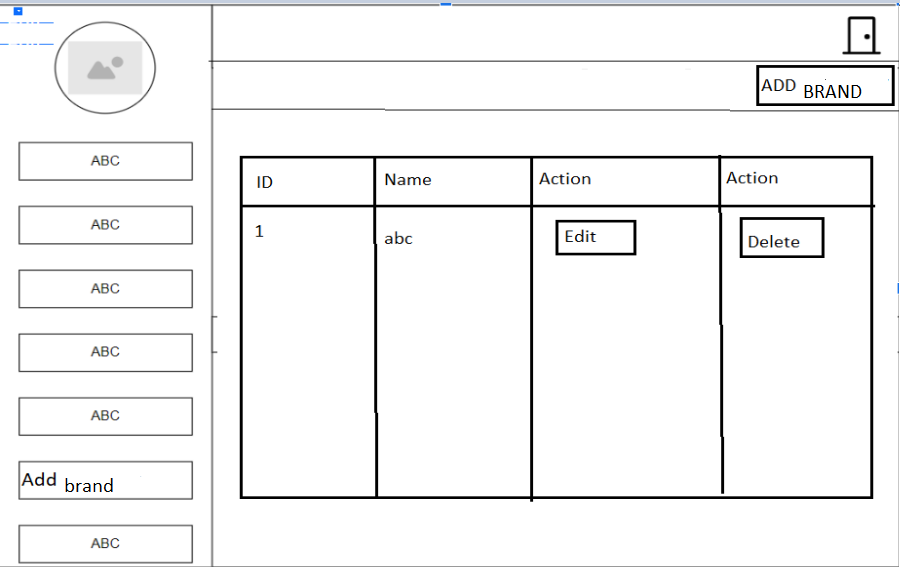 ABC
ABC
ABC
ABC
ABC
Add brand
ABC
ADD BRAND
ID Name Action Action
1 abc Edit Delete